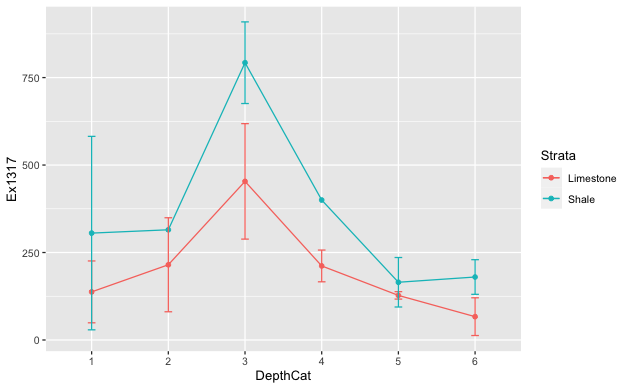 Ex1317
750
500
250
0
1 2 3 4 5 6
DepthCat
Strata
Limestone
Shale